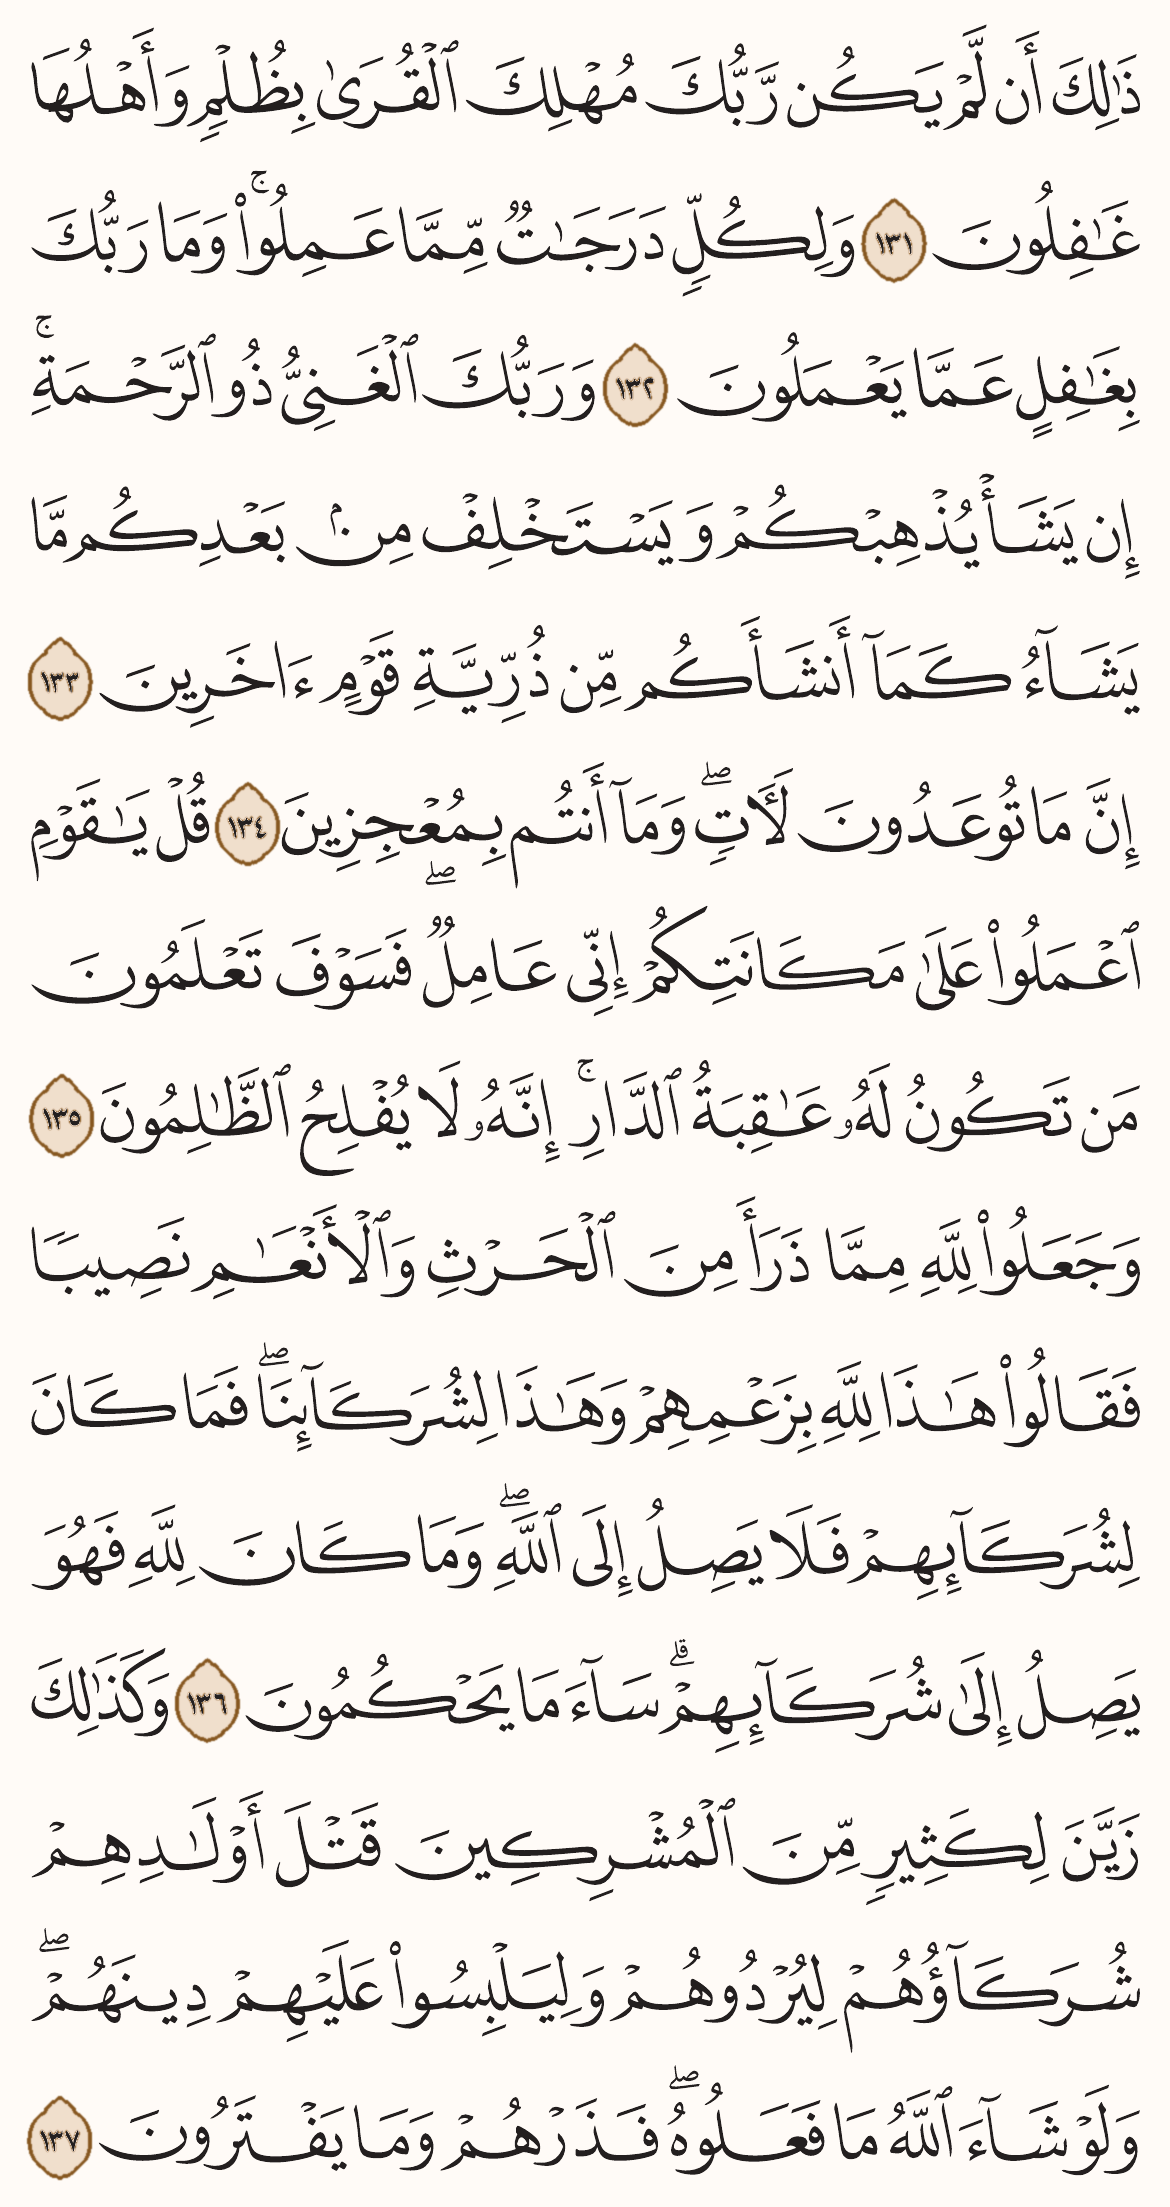 ذَٰلِكَ أَن لَّمْ يَكُن رَّبُّكَ مُهْلِكَ ٱلْقُرَىٰ بِظُلْمٍ وَأَهْلُهَا
غَـٰفِلُونَ ١٣١ وَلِكُلٍّ دَرَجَـٰتٌ مِّمَّا عَمِلُوا۟ ۚ وَمَا رَبُّكَ
بِغَـٰفِلٍ عَمَّا يَعْمَلُونَ ١٣٢ وَرَبُّكَ ٱلْغَنِىُّ ذُو ٱلرَّحْمَةِ ۚ
إِن يَشَأْ يُذْهِبْكُمْ وَيَسْتَخْلِفْ مِنۢ بَعْدِكُم مَّا
يَشَآءُ كَمَآ أَنشَأَكُم مِّن ذُرِّيَّةِ قَوْمٍ ءَاخَرِينَ ١٣٣
إِنَّ مَا تُوعَدُونَ لَـَٔاتٍ ۖ وَمَآ أَنتُم بِمُعْجِزِينَ ١٣٤ قُلْ يَـٰقَوْمِ
ٱعْمَلُوا۟ عَلَىٰ مَكَانَتِكُمْ إِنِّى عَامِلٌ ۖ فَسَوْفَ تَعْلَمُونَ
مَن تَكُونُ لَهُۥ عَـٰقِبَةُ ٱلدَّارِ ۚ إِنَّهُۥ لَا يُفْلِحُ ٱلظَّـٰلِمُونَ ١٣٥
وَجَعَلُوا۟ لِلَّهِ مِمَّا ذَرَأَ مِنَ ٱلْحَرْثِ وَٱلْأَنْعَـٰمِ نَصِيبًا
فَقَالُوا۟ هَـٰذَا لِلَّهِ بِزَعْمِهِمْ وَهَـٰذَا لِشُرَكَآئِنَا ۖ فَمَا كَانَ
لِشُرَكَآئِهِمْ فَلَا يَصِلُ إِلَى ٱللَّهِ ۖ وَمَا كَانَ لِلَّهِ فَهُوَ
يَصِلُ إِلَىٰ شُرَكَآئِهِمْ ۗ سَآءَ مَا يَحْكُمُونَ ١٣٦ وَكَذَٰلِكَ
زَيَّنَ لِكَثِيرٍ مِّنَ ٱلْمُشْرِكِينَ قَتْلَ أَوْلَـٰدِهِمْ
شُرَكَآؤُهُمْ لِيُرْدُوهُمْ وَلِيَلْبِسُوا۟ عَلَيْهِمْ دِينَهُمْ ۖ
وَلَوْ شَآءَ ٱللَّهُ مَا فَعَلُوهُ ۖ فَذَرْهُمْ وَمَا يَفْتَرُونَ ١٣٧